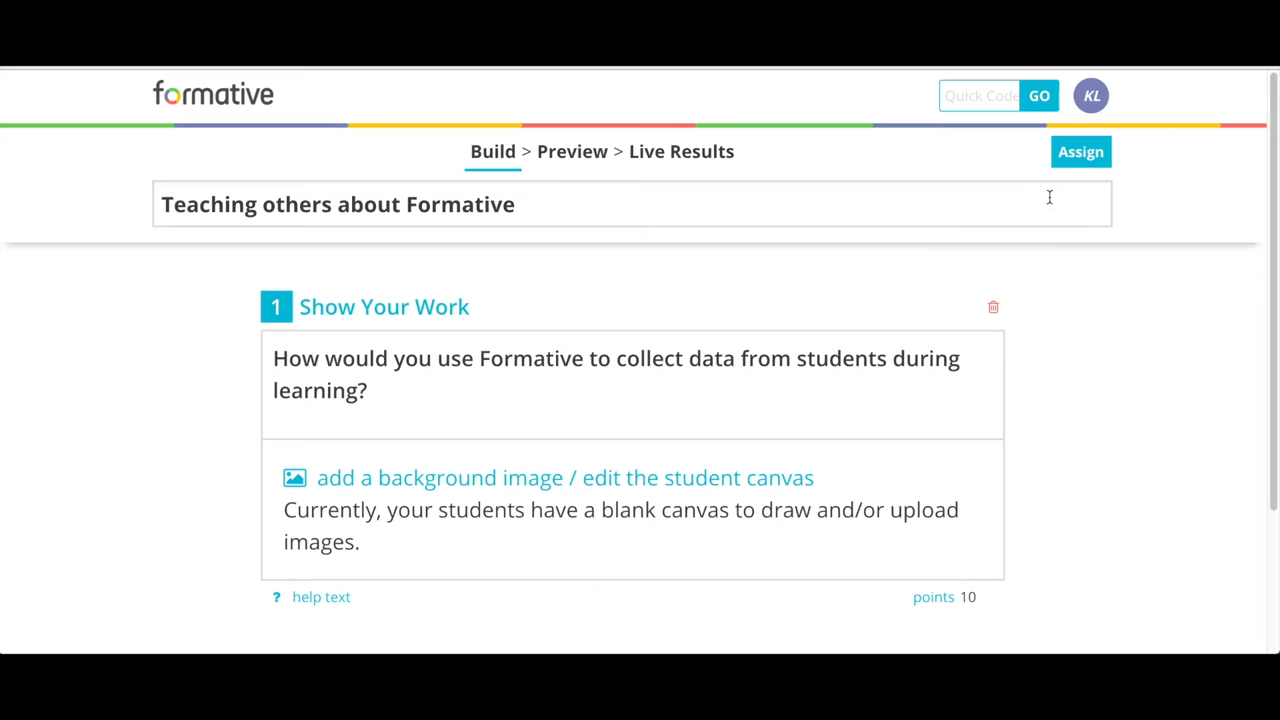 formative
Quick Code GO KL
Build > Preview > Live Results Assign
Teaching others about Formative
1 Show Your Work
How would you use Formative to collect data from students during
learning?
add a background image / edit the student canvas
Currently, your students have a blank canvas to draw and/or upload
images.
? help text points 10